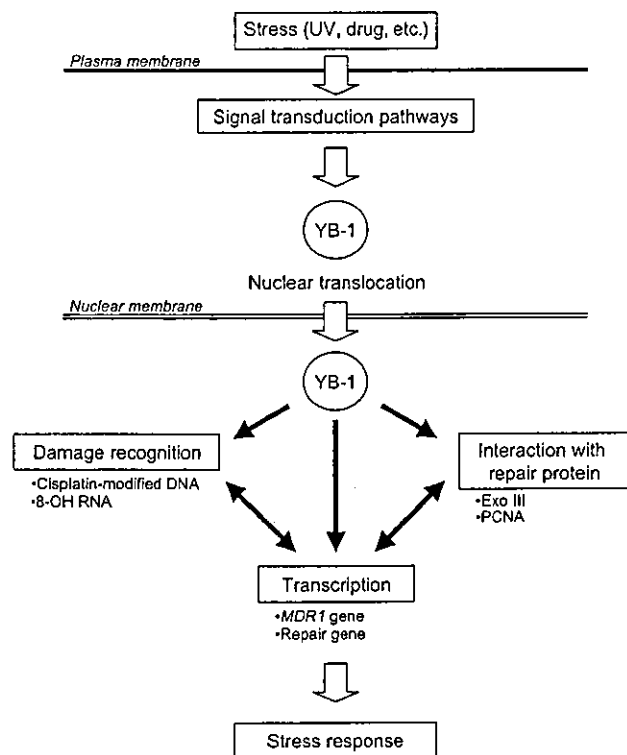 Stress (UV, drug, etc.)
Plasma membrane
Signal transduction pathways
YB-1
Nuclear translocation
Nuclear membrane
YB-1
Damage recognition
•Cisplatin-modified DNA
•8-OH RNA
Interaction with
repair protein
•Exo III
•PCNA
Transcription
•MDR1 gene
•Repair gene
Stress response